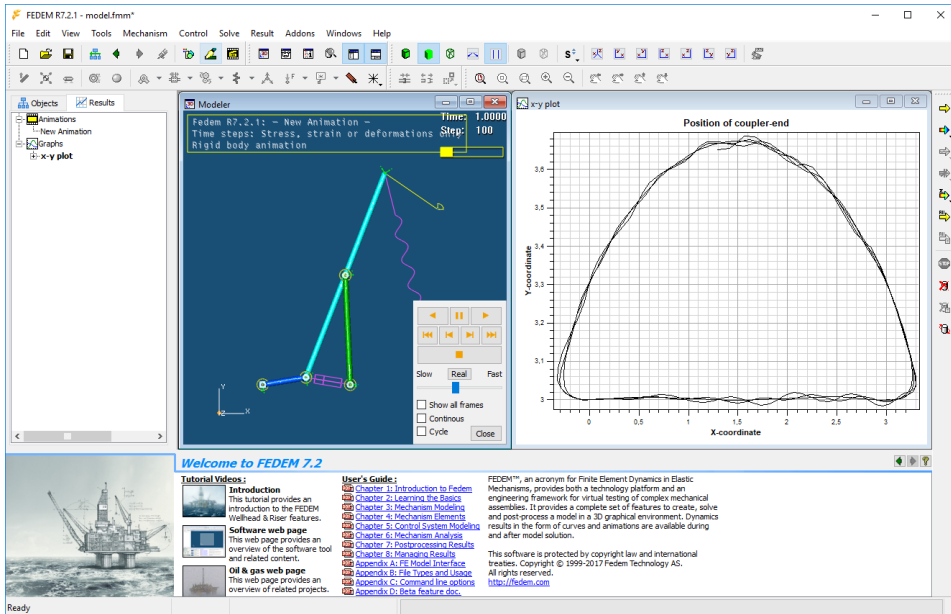 FEDEM R7.2.1 - model.fmm*
File Edit View Tools Mechanism Control Solve Result Addons Windows Help
Objects Results
Animations
New Animation
Graphs
x-y plot
Modeler
Fedem R7.2.1: ~ New Animation ~
Time: 1.0000
Time steps: Stress, strain or deformations only
Step: 100
Rigid body animation
Y
Z
X
Slow Real Fast
Show all frames
Continous
Cycle
Close
x-y plot
Position of coupler-end
Y-coordinate
3,6
3,5
3,4
3,3
3,2
3,1
3
0 0,5 1 1,5 2 2,5 3
X-coordinate
Welcome to FEDEM 7.2
Tutorial Videos :
Introduction
This tutorial provides an
introduction to the FEDEM
Wellhead & Riser features.
Software web page
This web page provides an
overview of the software tool
and related content.
Oil & gas web page
This web page provides an
overview of related projects.
User's Guide :
Chapter 1: Introduction to Fedem
Chapter 2: Learning the Basics
Chapter 3: Mechanism Modeling
Chapter 4: Mechanism Elements
Chapter 5: Control System Modeling
Chapter 6: Mechanism Analysis
Chapter 7: Postprocessing Results
Chapter 8: Managing Results
Appendix A: FE Model Interface
Appendix B: File Types and Usage
Appendix C: Command line options
Appendix D: Beta feature doc.
FEDEM™, an acronym for Finite Element Dynamics in Elastic
Mechanisms, provides both a technology platform and an
engineering framework for virtual testing of complex mechanical
assemblies. It provides a complete set of features to create, solve
and post-process a model in a 3D graphical environment. Dynamics
results in the form of curves and animations are available during
and after model solution.
This software is protected by copyright law and international
treaties. Copyright © 1999-2017 Fedem Technology AS.
All rights reserved.
http://fedem.com
Ready